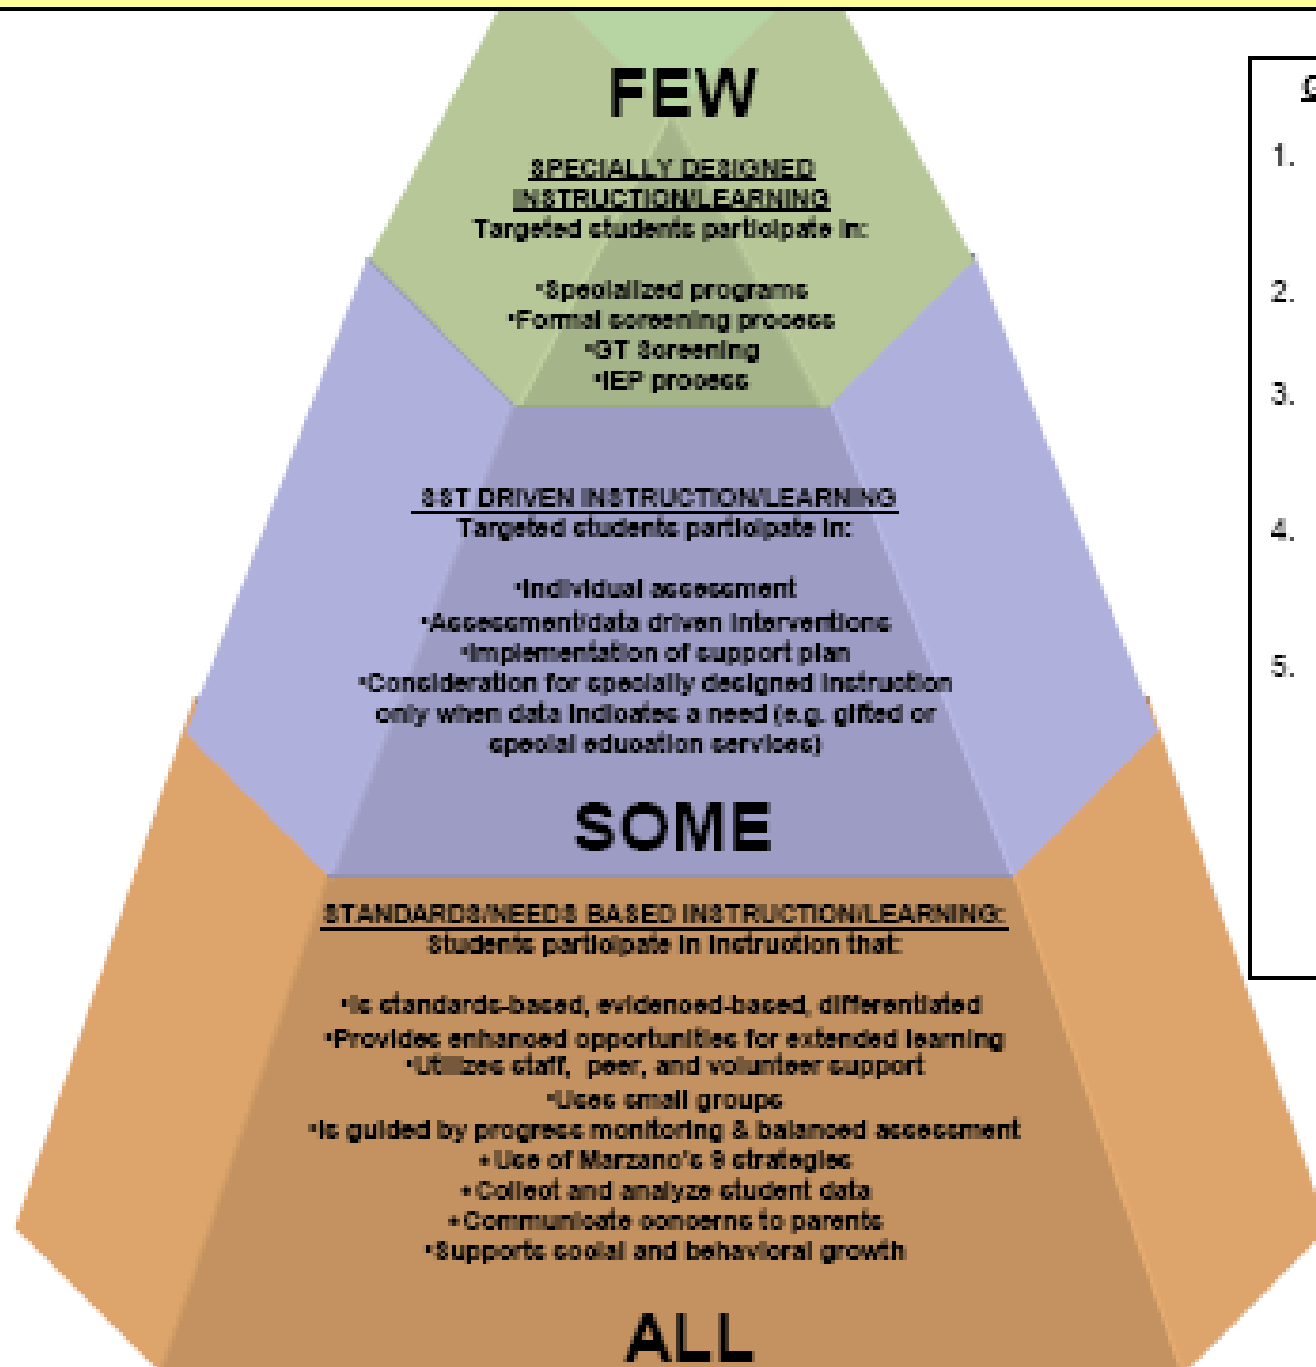 FEW
SPECIALLY DESIGNED
INSTRUCTION/LEARNING
Targeted students participate in:
•Specialized programs
•Formal screening process
•GT Screening
•IEP process
SST DRIVEN INSTRUCTION/LEARNING
Targeted students participate in:
•Individual assessment
•Assessment/data driven interventions
•Implementation of support plan
•Consideration for specially designed instruction
only when data indicates a need (e.g. gifted or
special education services)
SOME
STANDARDS/NEEDS BASED INSTRUCTION/LEARNING:
Students participate in instruction that:
•Is standards-based, evidenced-based, differentiated
•Provides enhanced opportunities for extended learning
•Utilizes staff, peer, and volunteer support
•Uses small groups
•Is guided by progress monitoring & balanced assessment
•Use of Marzano's 9 strategies
•Collect and analyze student data
•Communicate concerns to parents
•Supports social and behavioral growth
ALL
1.
2.
3.
4.
5.